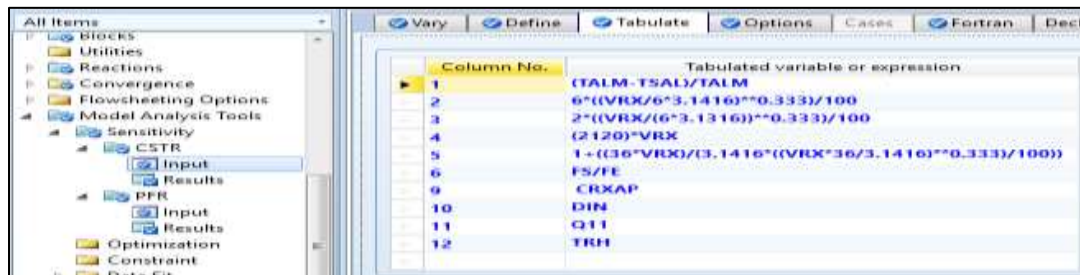 All Items
Vary Define Tabulate Options Cases Fortran Decl
Blocks
Utilities
Reactions
Convergence
Flowsheeting Options
Model Analysis Tools
Sensitivity
CSTR
Input
Results
PFR
Input
Results
Optimization
Constraint
Data Fit
Column No. Tabulated variable or expression
1 (TALM-TSAL)/TALM
2 6*((VRX/6*3.1416)**0.333)/100
3 2*((VRX/(6*3.1316))**0.333)/100
4 (2120)*VRX
5 1+((36*VRX)/(3.1416*((VRX*36/3.1416)**0.333)/100))
6 FS/FE
9 CRXAP
10 DIN
11 Q11
12 TRH